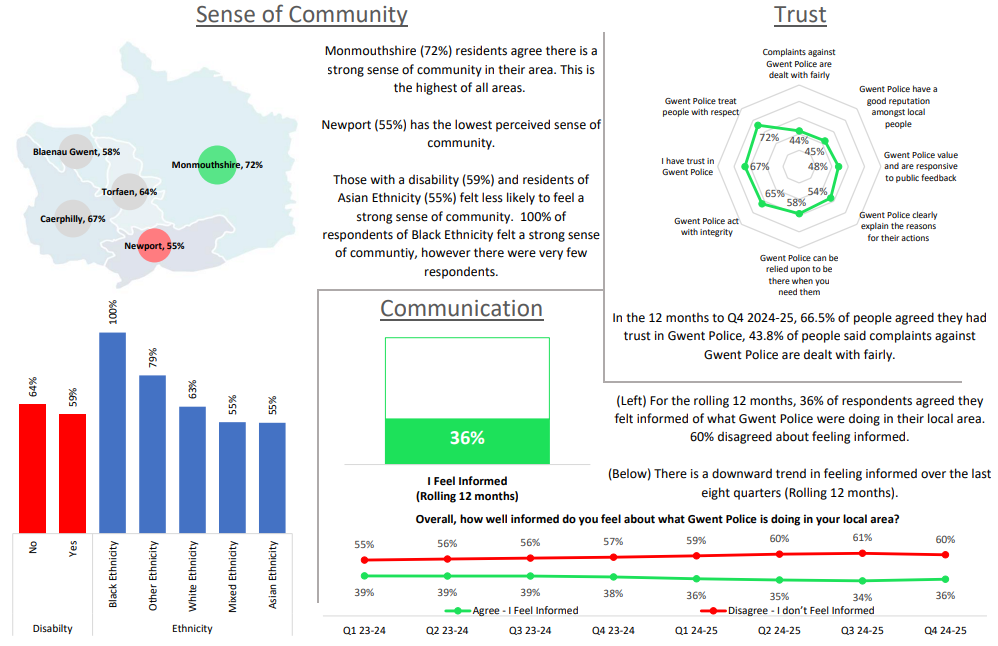 Sense of Community
Blaenau Gwent, 58%
Monmouthshire, 72%
Torfaen, 64%
Caerphilly, 67%
Newport, 55%
Monmouthshire (72%) residents agree there is a
strong sense of community in their area. This is
the highest of all areas.
Newport (55%) has the lowest perceived sense of
community.
Those with a disability (59%) and residents of
Asian Ethnicity (55%) felt less likely to feel a
strong sense of community.  100% of
respondents of Black Ethnicity felt a strong sense
of communtiy, however there were very few
respondents.
64%
59%
100%
79%
63%
55%
55%
No
Yes
Black Ethnicity
Other Ethnicity
White Ethnicity
Mixed Ethnicity
Asian Ethnicity
Disabilty
Ethnicity
Trust
Complaints against
Gwent Police are
dealt with fairly
Gwent Police have a
good reputation
amongst local
people
Gwent Police value
and are responsive
to public feedback
Gwent Police clearly
explain the reasons
for their actions
Gwent Police can be
relied upon to be
there when you
need them
Gwent Police act
with integrity
I have trust in
Gwent Police
Gwent Police treat
people with respect
44%
45%
48%
54%
58%
65%
67%
72%
In the 12 months to Q4 2024-25, 66.5% of people agreed they had
trust in Gwent Police, 43.8% of people said complaints against
Gwent Police are dealt with fairly.
Communication
36%
I Feel Informed
(Rolling 12 months)
(Left) For the rolling 12 months, 36% of respondents agreed they
felt informed of what Gwent Police were doing in their local area.
60% disagreed about feeling informed.
(Below) There is a downward trend in feeling informed over the last
eight quarters (Rolling 12 months).
Overall, how well informed do you feel about what Gwent Police is doing in your local area?
55% 56% 56% 57% 59% 60% 61% 60%
39% 39% 39% 38% 36% 35% 34% 36%
Agree - I Feel Informed
Disagree - I don't Feel Informed
Q1 23-24 Q2 23-24 Q3 23-24 Q4 23-24 Q1 24-25 Q2 24-25 Q3 24-25 Q4 24-25